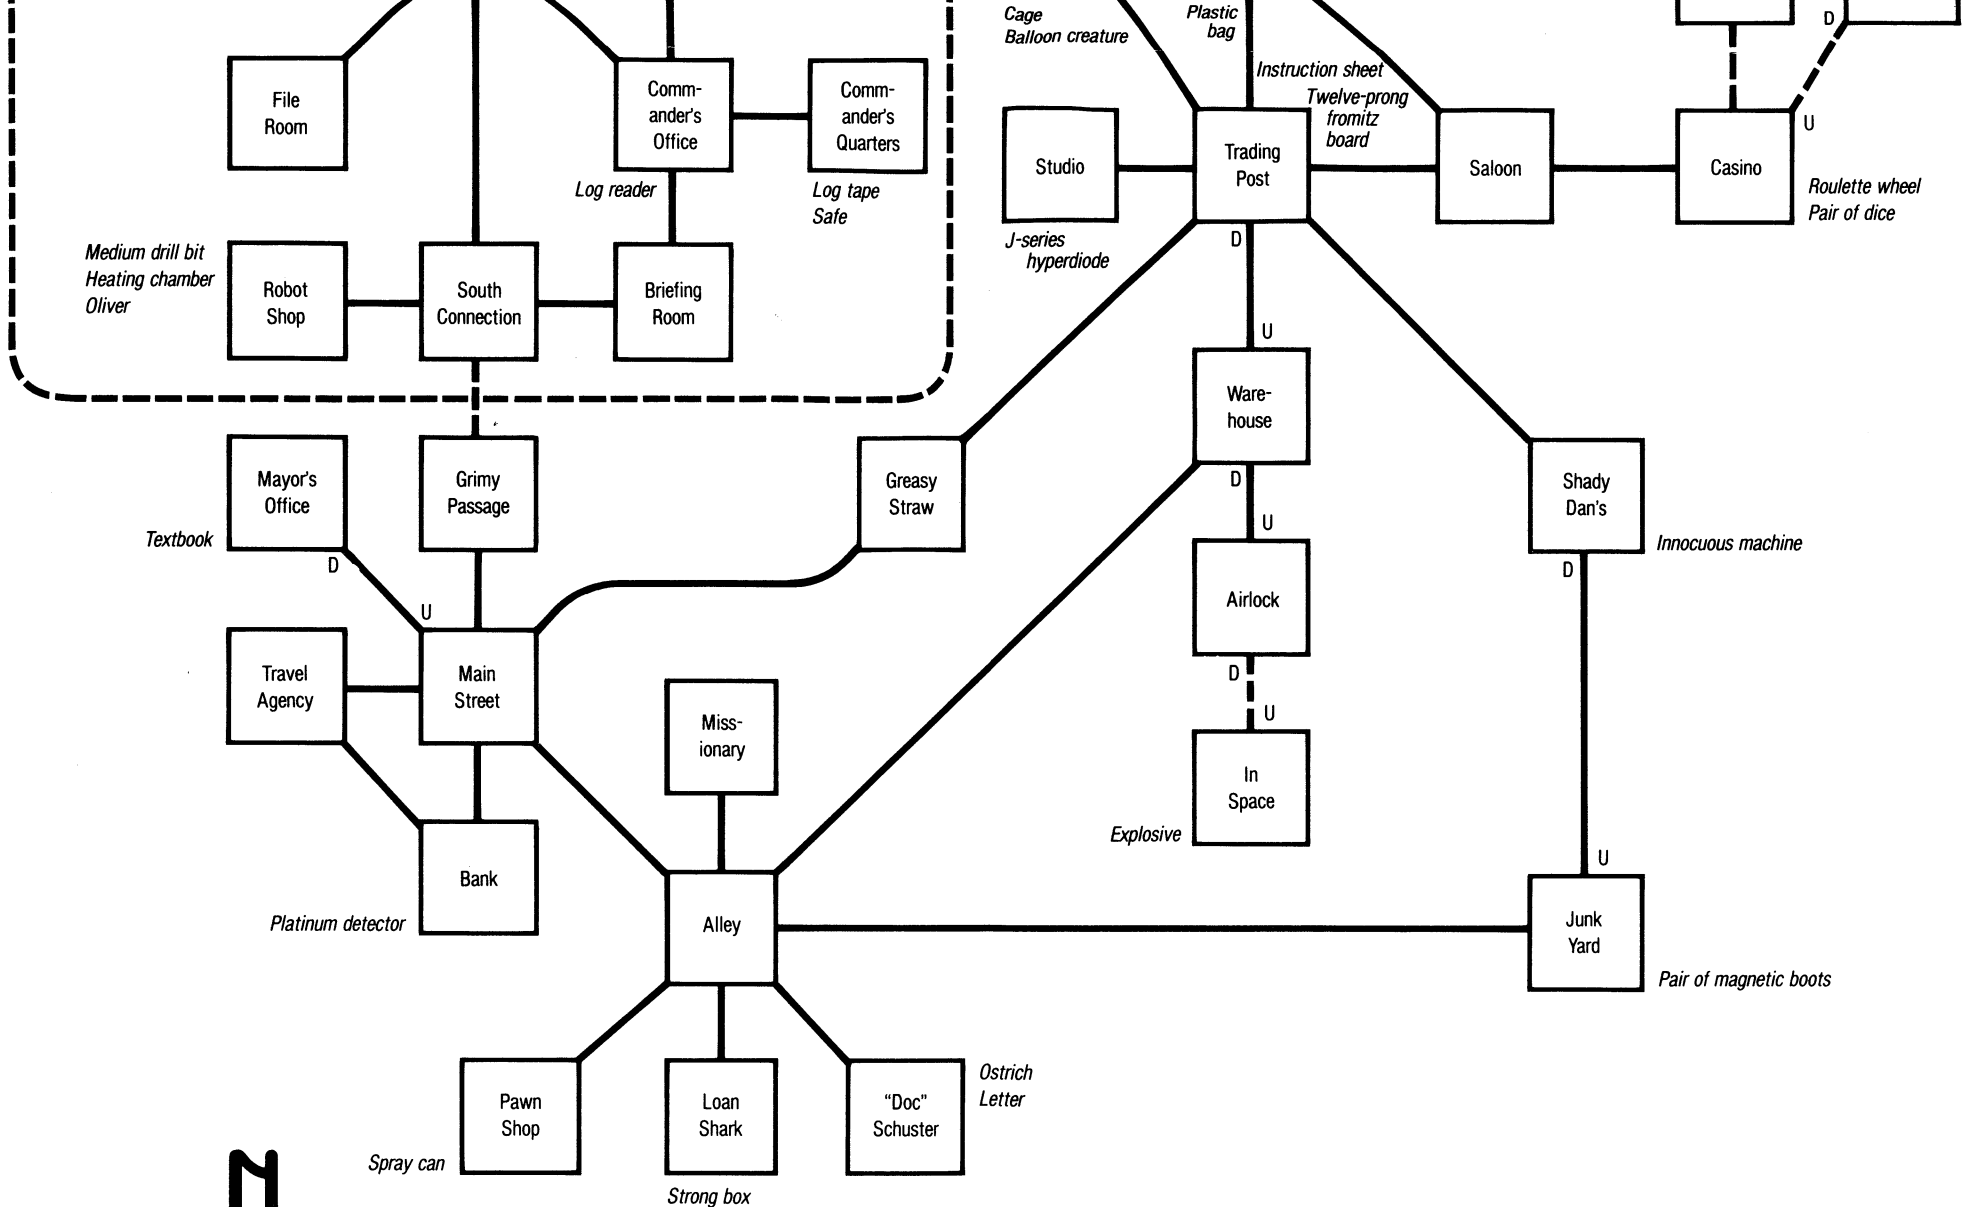 Cage
Balloon creature
Plastic
bag
D
Instruction sheet
Twelve-prong
fromitz
board
File
Room
Comm-
ander's
Office
Comm-
ander's
Quarters
Log reader
Log tape
Safe
Studio
Trading
Post
Saloon
Casino
U
Roulette wheel
Pair of dice
J-series
hyperdiode
D
Medium drill bit
Heating chamber
Oliver
Robot
Shop
South
Connection
Briefing
Room
U
Ware-
house
D
Mayor's
Office
Textbook
D
Grimy
Passage
Greasy
Straw
U
Airlock
D
Shady
Dan's
Innocuous machine
D
U
Travel
Agency
Main
Street
Miss-
ionary
U
In
Space
Explosive
Bank
Platinum detector
Alley
U
Junk
Yard
Pair of magnetic boots
Pawn
Shop
Spray can
Loan
Shark
Strong box
“Doc”
Schuster
Ostrich
Letter